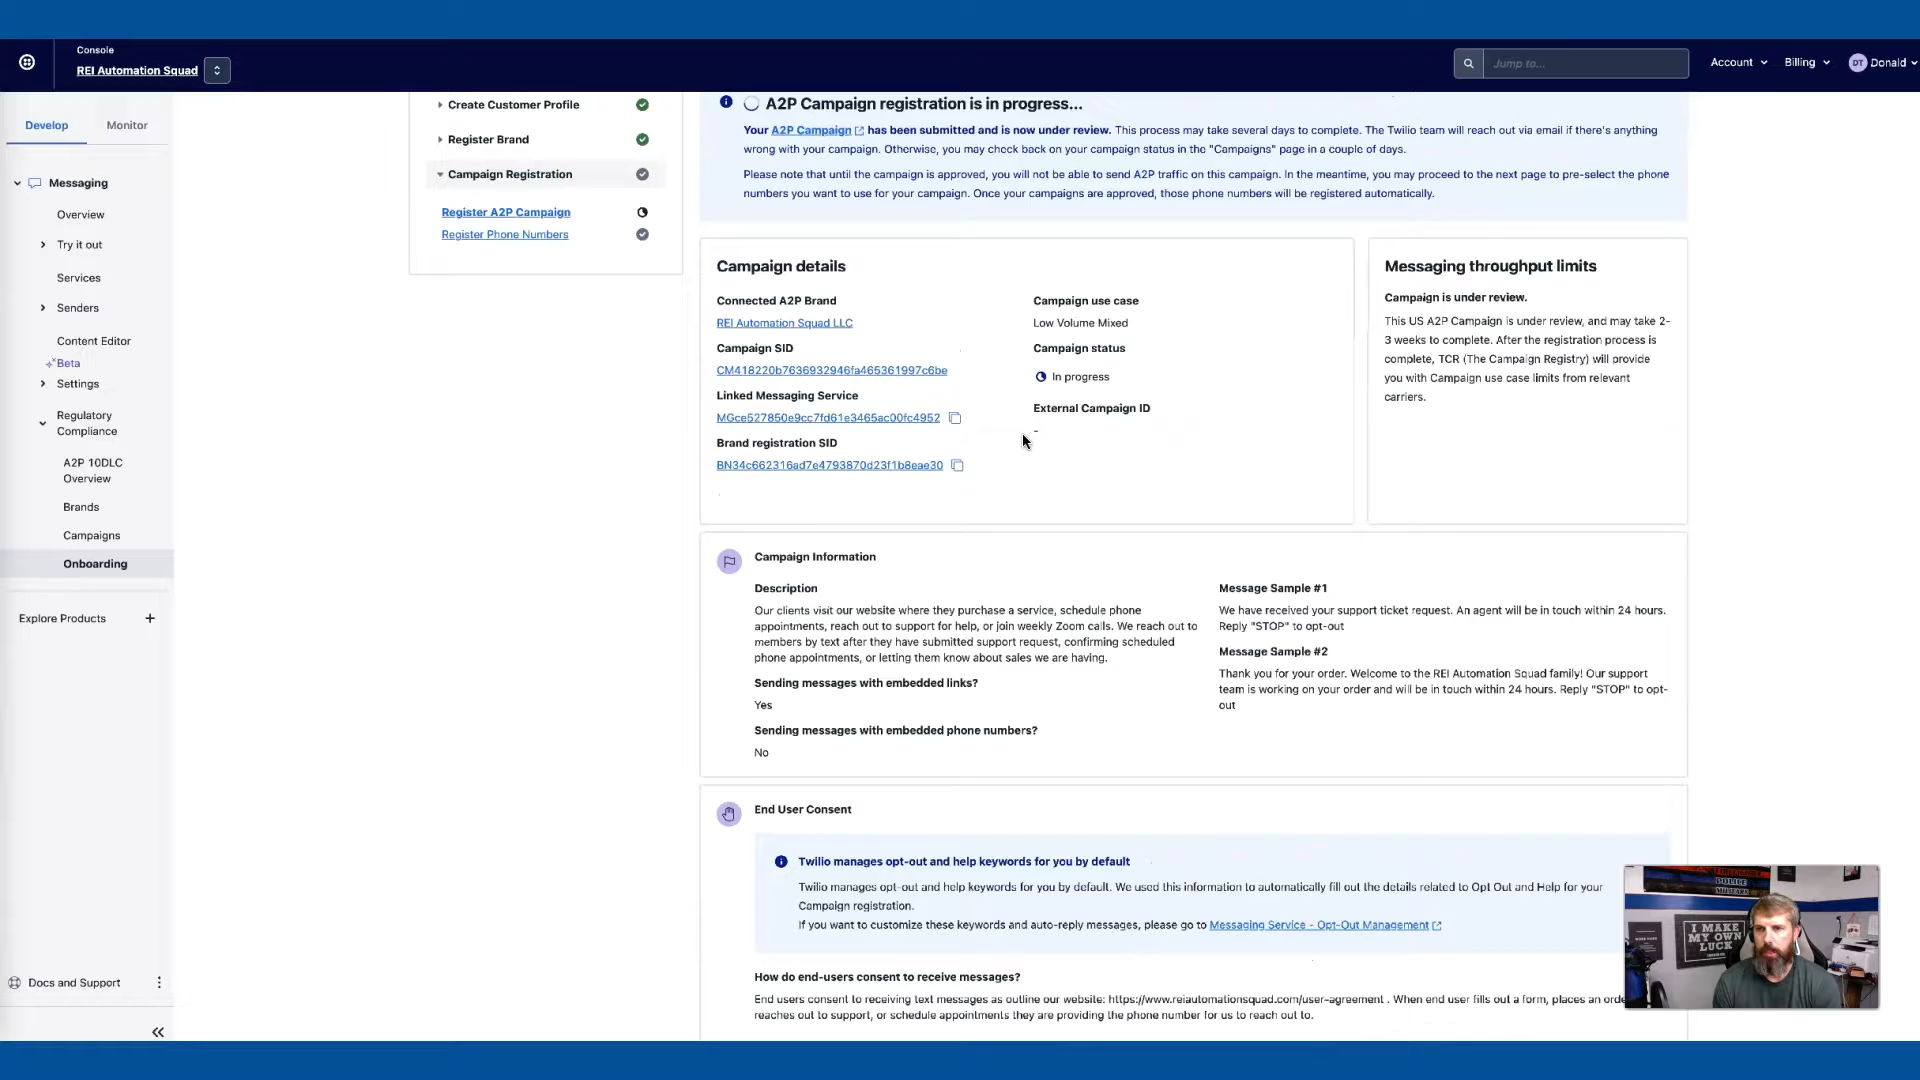 Console
REI Automation Squad
Jump to...
Account
Billing
DT
Donald
Develop
Monitor
Messaging
Overview
Try it out
Services
Senders
Content Editor
Beta
Settings
Regulatory
Compliance
A2P 10DLC
Overview
Brands
Campaigns
Onboarding
Explore Products
Docs and Support
Create Customer Profile
Register Brand
Campaign Registration
Register A2P Campaign
Register Phone Numbers
A2P Campaign registration is in progress...
Your A2P Campaign has been submitted and is now under review. This process may take several days to complete. The Twilio team will reach out via email if there's anything
wrong with your campaign. Otherwise, you may check back on your campaign status in the "Campaigns" page in a couple of days.
Please note that until the campaign is approved, you will not be able to send A2P traffic on this campaign. In the meantime, you may proceed to the next page to pre-select the phone
numbers you want to use for your campaign. Once your campaigns are approved, those phone numbers will be registered automatically.
Campaign details
Connected A2P Brand
REI Automation Squad LLC
Campaign SID
CM418220b7636932946fa465361997c6be
Linked Messaging Service
MGce527850e9cc7fd61e3465ac00fc4952
Brand registration SID
BN34c662316ad7e4793870d23f1b8eae30
Campaign use case
Low Volume Mixed
Campaign status
In progress
External Campaign ID
-
Messaging throughput limits
Campaign is under review.
This US A2P Campaign is under review, and may take 2-
3 weeks to complete. After the registration process is
complete, TCR (The Campaign Registry) will provide
you with Campaign use case limits from relevant
carriers.
Campaign Information
Description
Our clients visit our website where they purchase a service, schedule phone
appointments, reach out to support for help, or join weekly Zoom calls. We reach out to
members by text after they have submitted support request, confirming scheduled
phone appointments, or letting them know about sales we are having.
Sending messages with embedded links?
Yes
Sending messages with embedded phone numbers?
No
Message Sample #1
We have received your support ticket request. An agent will be in touch within 24 hours.
Reply "STOP" to opt-out
Message Sample #2
Thank you for your order. Welcome to the REI Automation Squad family! Our support
team is working on your order and will be in touch within 24 hours. Reply "STOP" to opt-
out
End User Consent
Twilio manages opt-out and help keywords for you by default
Twilio manages opt-out and help keywords for you by default. We used this information to automatically fill out the details related to Opt Out and Help for your
Campaign registration.
If you want to customize these keywords and auto-reply messages, please go to Messaging Service - Opt-Out Management
How do end-users consent to receive messages?
End users consent to receiving text messages as outline our website: https://www.reiautomationsquad.com/user-agreement . When end user fills out a form, places an orde
reaches out to support, or schedule appointments they are providing the phone number for us to reach out to.
POLICE
MILITARY
I MAKE
MY OWN
LUCK